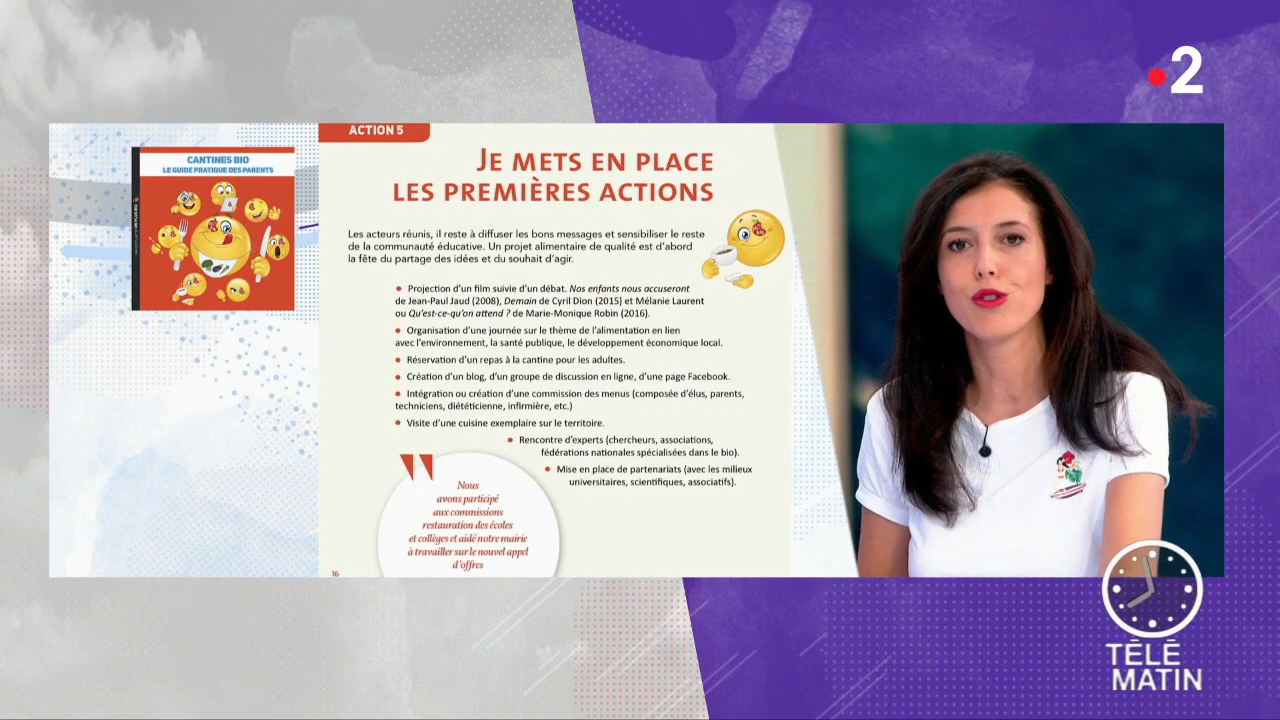 2
CANTINES BIO
LE GUIDE PRATIQUE DES PARENTS
ACTION 5
JE METS EN PLACE
LES PREMIÈRES ACTIONS
Les acteurs réunis, il reste à diffuser les bons messages et sensibiliser le reste
de la communauté éducative. Un projet alimentaire de qualité est d'abord
la fête du partage des idées et du souhait d'agir.
• Projection d'un film suivie d'un débat. Nos enfants nous accuseront
de Jean-Paul Jaud (2008), Demain de Cyril Dion (2015) et Mélanie Laurent
ou Qu'est-ce-qu'on attend ? de Marie-Monique Robin (2016).
• Organisation d'une journée sur le thème de l'alimentation en lien
avec l'environnement, la santé publique, le développement économique local.
• Réservation d'un repas à la cantine pour les adultes.
• Création d'un blog, d'un groupe de discussion en ligne, d'une page Facebook.
• Intégration ou création d'une commission des menus (composée d'élus, parents,
techniciens, diététicienne, infirmière, etc.)
• Visite d'une cuisine exemplaire sur le territoire.
• Rencontre d'experts (chercheurs, associations,
fédérations nationales spécialisées dans le bio).
• Mise en place de partenariats (avec les milieux
universitaires, scientifiques, associatifs).
Nous
avons participé
aux commissions
restauration des écoles
et collèges et aidé notre mairie
à travailler sur le nouvel appel
d'offres
16
TÉLÉ
MATIN